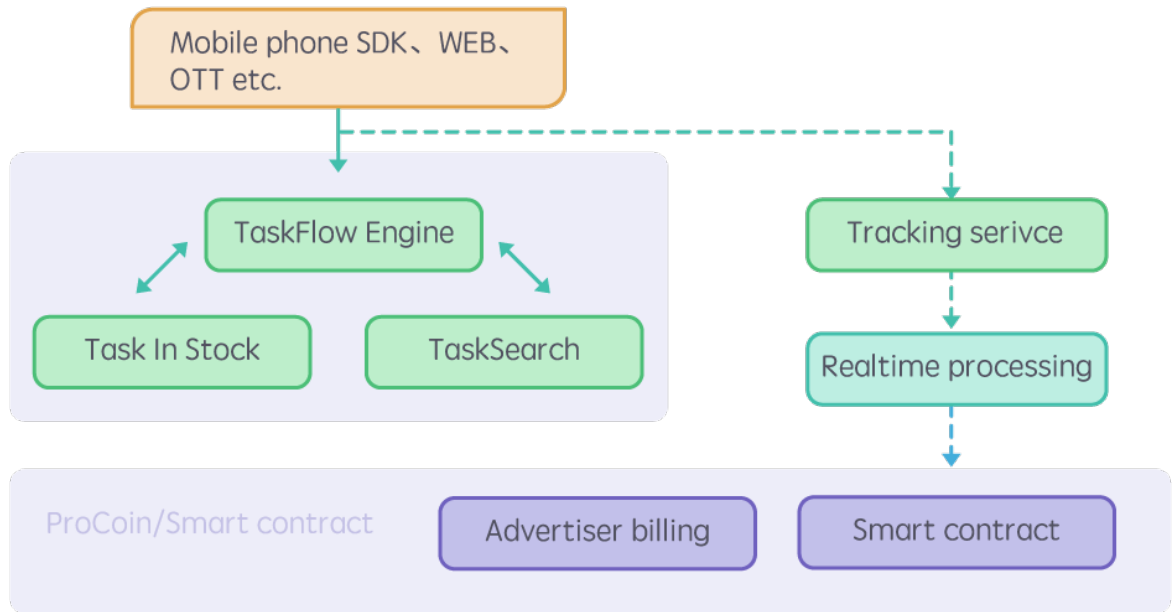 Mobile phone SDK、WEB、
OTT etc.
TaskFlow Engine
Tracking serivce
Task In Stock
TaskSearch
Realtime processing
ProCoin/Smart contract
Advertiser billing
Smart contract